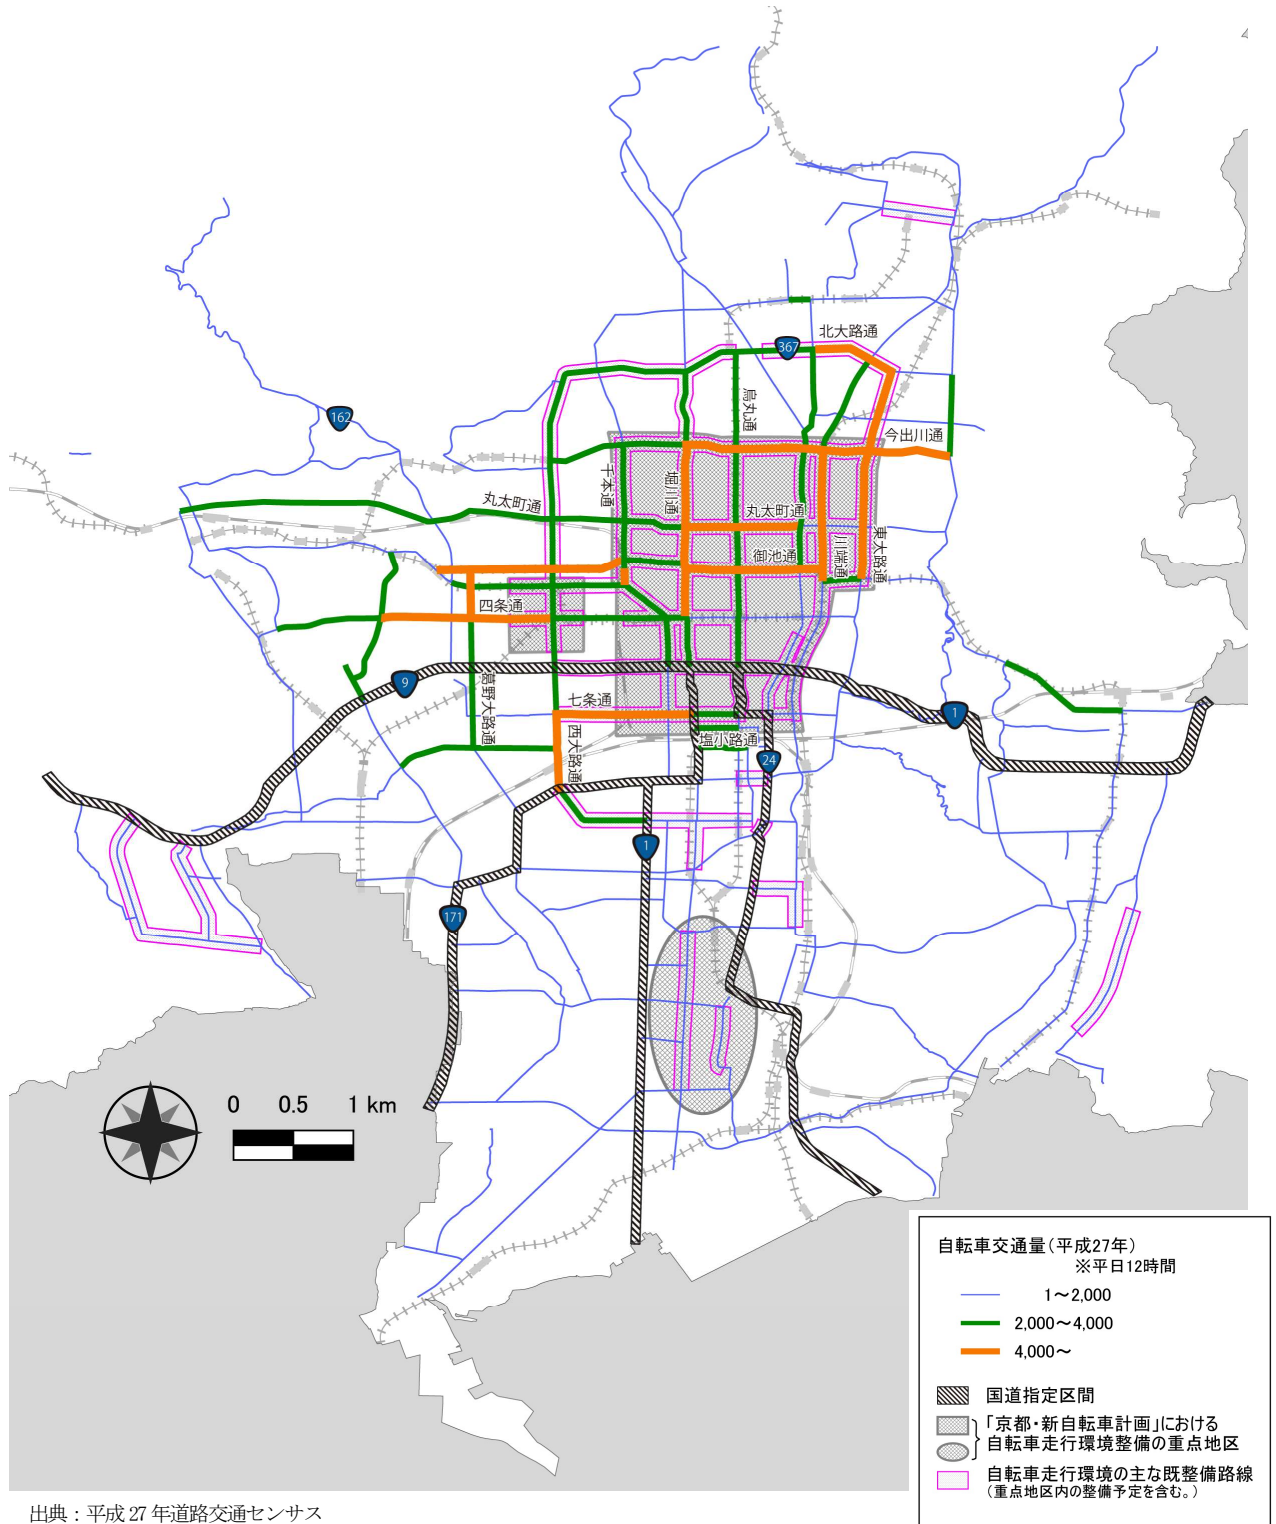 北大路通
367
烏丸通
162
今出川通
千本通
堀川通
丸太町通
丸太町通
東大路通
川端通
御池通
四条通
9
葛野大路通
七条通
1
西大路通
塩小路通
24
1
171
0 0.5 1 km
自転車交通量(平成27年)
※平日12時間
1～2,000
2,000～4,000
4,000～
国道指定区間
「京都・新自転車計画」における
自転車走行環境整備の重点地区
自転車走行環境の主な既整備路線
(重点地区内の整備予定を含む。)
出典：平成 27 年道路交通センサス